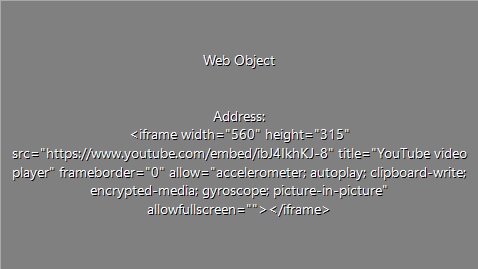 Web Object
Address:
<iframe width="560" height="315"
src="https://www.youtube.com/embed/ibJ4IkhKJ-8" title="YouTube video
player" frameborder="0" allow="accelerometer; autoplay; clipboard-write;
encrypted-media; gyroscope; picture-in-picture"
allowfullscreen=""></iframe>